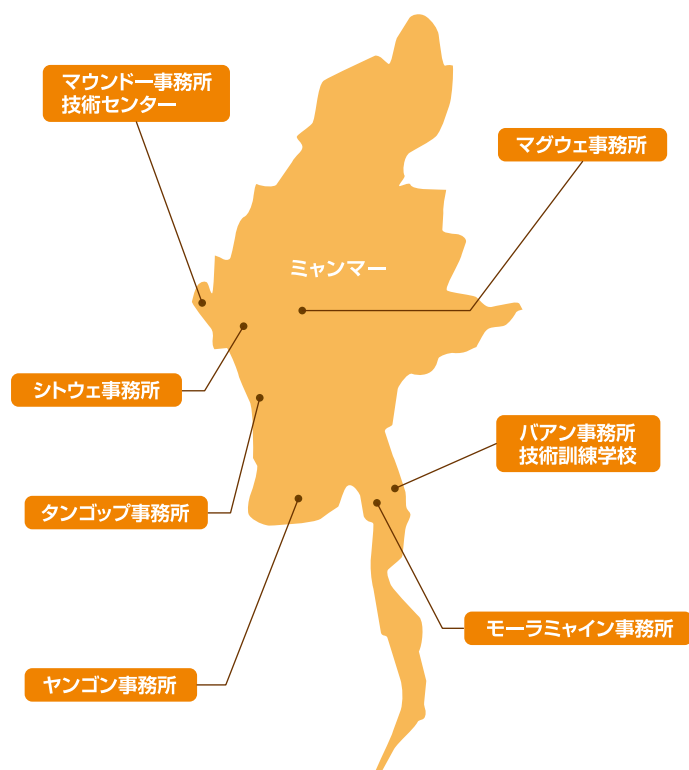 マウンドー事務所
技術センター
マグウェ事務所
ミャンマー
シトウェ事務所
バアン事務所
技術訓練学校
タンゴップ事務所
モーラミャイン事務所
ヤンゴン事務所